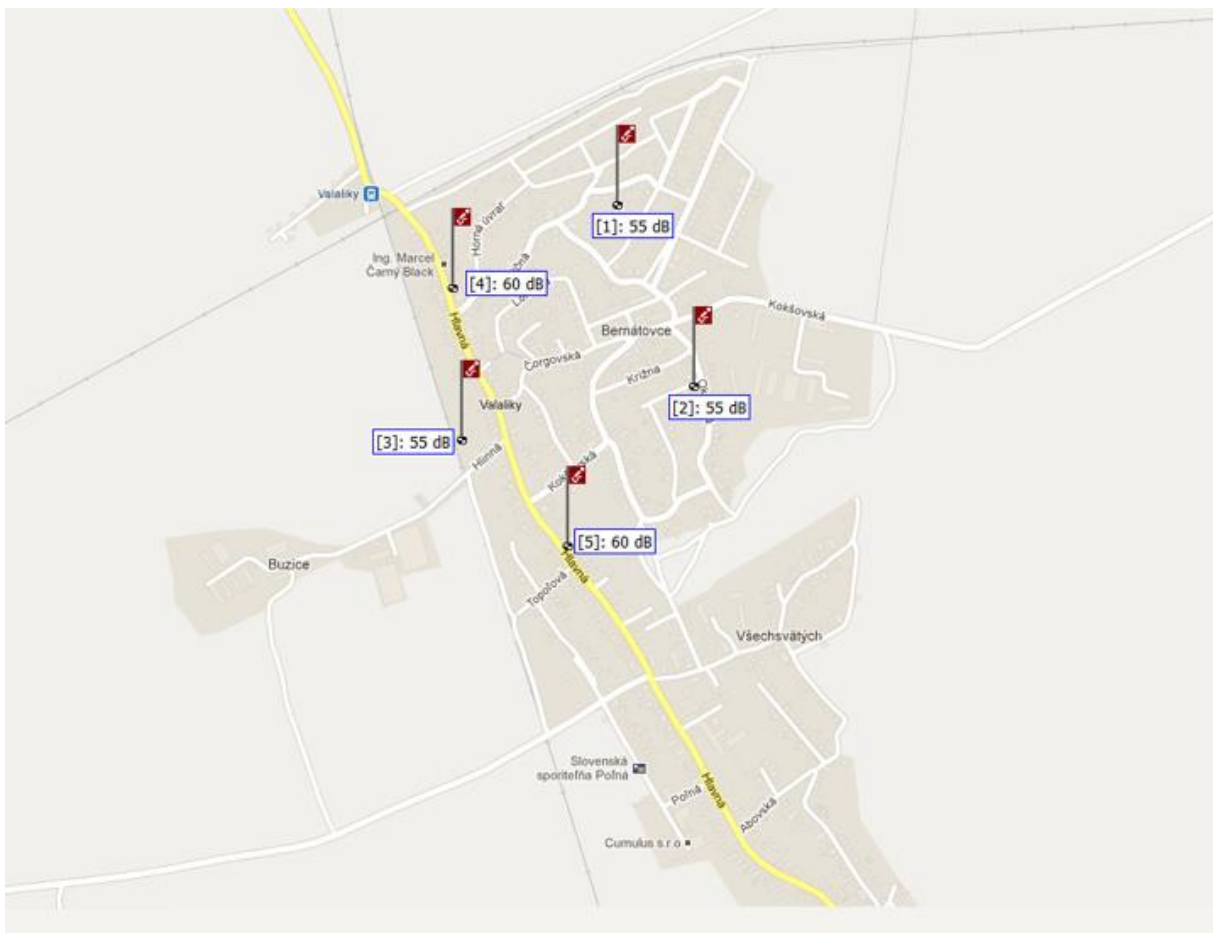 [1]: 55 dB
Valaliky
Horná úvrať
Ing. Marcel
Čarný Black
[4]: 60 dB
Kokšovská
Hlavná
Bernátovce
Čorgovská
Krížna
Valaliky
[2]: 55 dB
[3]: 55 dB
Hlinná
[5]: 60 dB
Hlavná
Buzice
Topoľová
Všechsvätých
Slovenská
sporiteľňa Poľná
Hlavná
Poľná
Abovská
Cumulus s.r.o